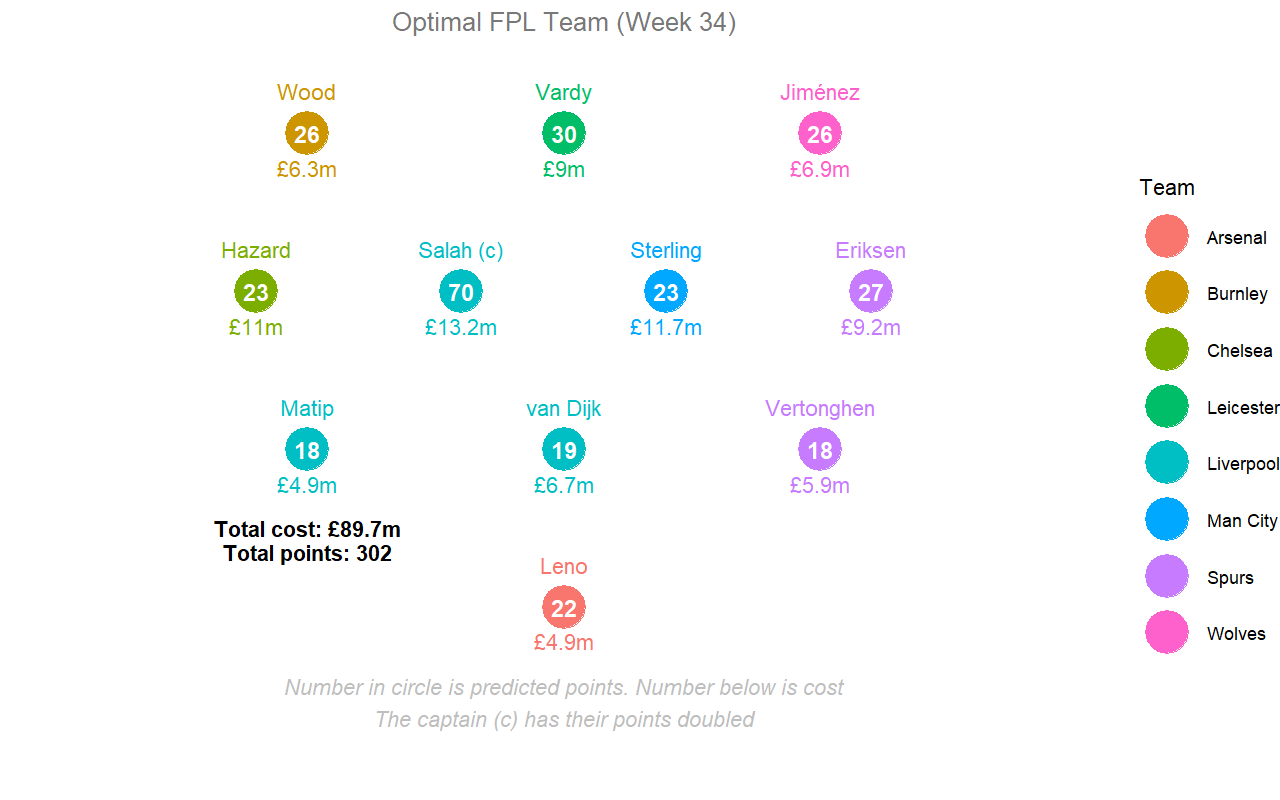 Optimal FPL Team (Week 34)
Wood Vardy Jiménez
26 30 26
£6.3m £9m £6.9m
Hazard Salah (c) Sterling Eriksen
23 70 23 27
£11m £13.2m £11.7m £9.2m
Matip van Dijk Vertonghen
18 19 18
£4.9m £6.7m £5.9m
Total cost: £89.7m
Total points: 302
Leno
22
£4.9m
Number in circle is predicted points. Number below is cost
The captain (c) has their points doubled
Team
Arsenal
Burnley
Chelsea
Leicester
Liverpool
Man City
Spurs
Wolves